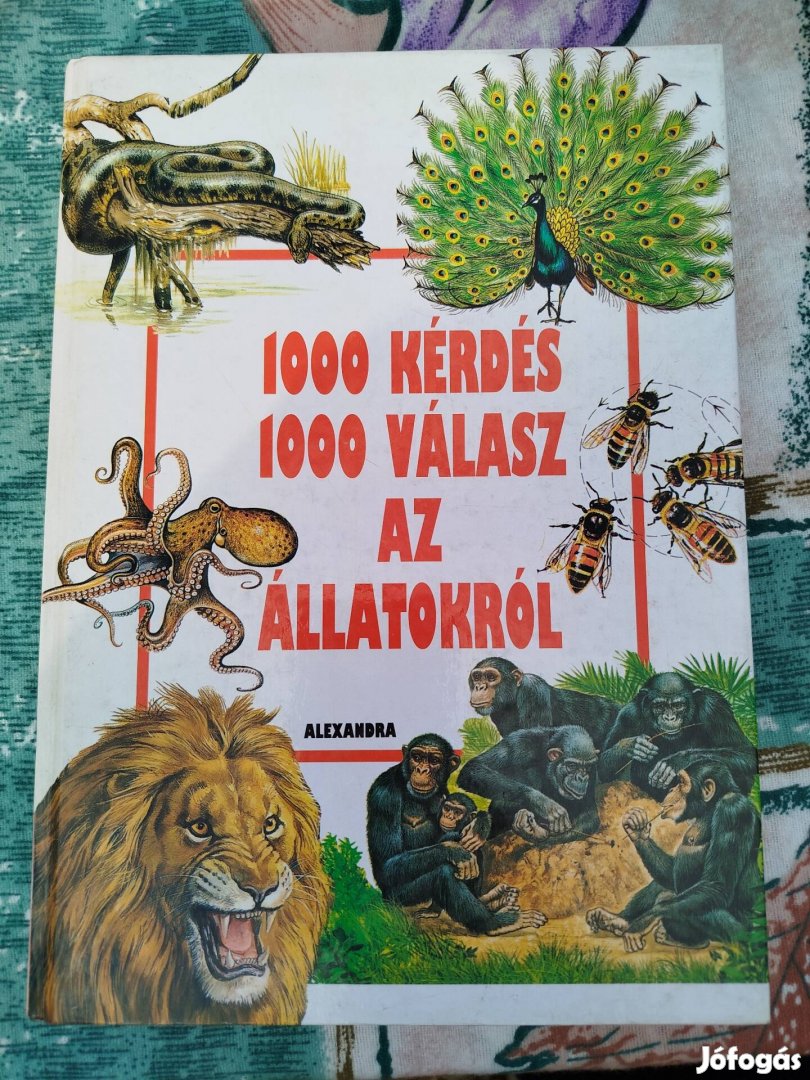 1000 KÉRDÉS
1000 VÁLASZ
AZ
ÁLLATOKRÓL
ALEXANDRA
Jófogás